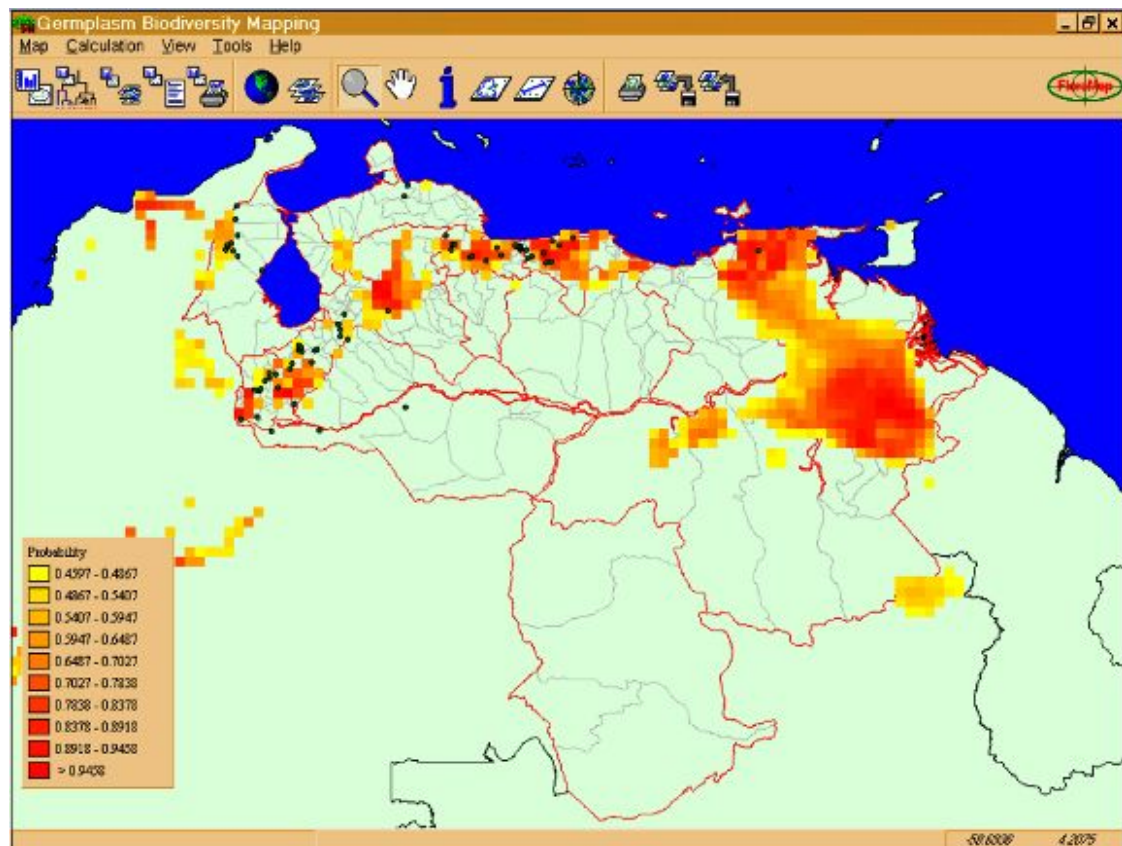 Germplasm Biodiversity Mapping
Map Calculation View Tools Help
FloraMap
Probability
0.4597 - 0.4867
0.4867 - 0.5407
0.5407 - 0.5947
0.5947 - 0.6487
0.6487 - 0.7027
0.7027 - 0.7838
0.7838 - 0.8378
0.8378 - 0.8918
0.8918 - 0.9458
> 0.9458
4.2075